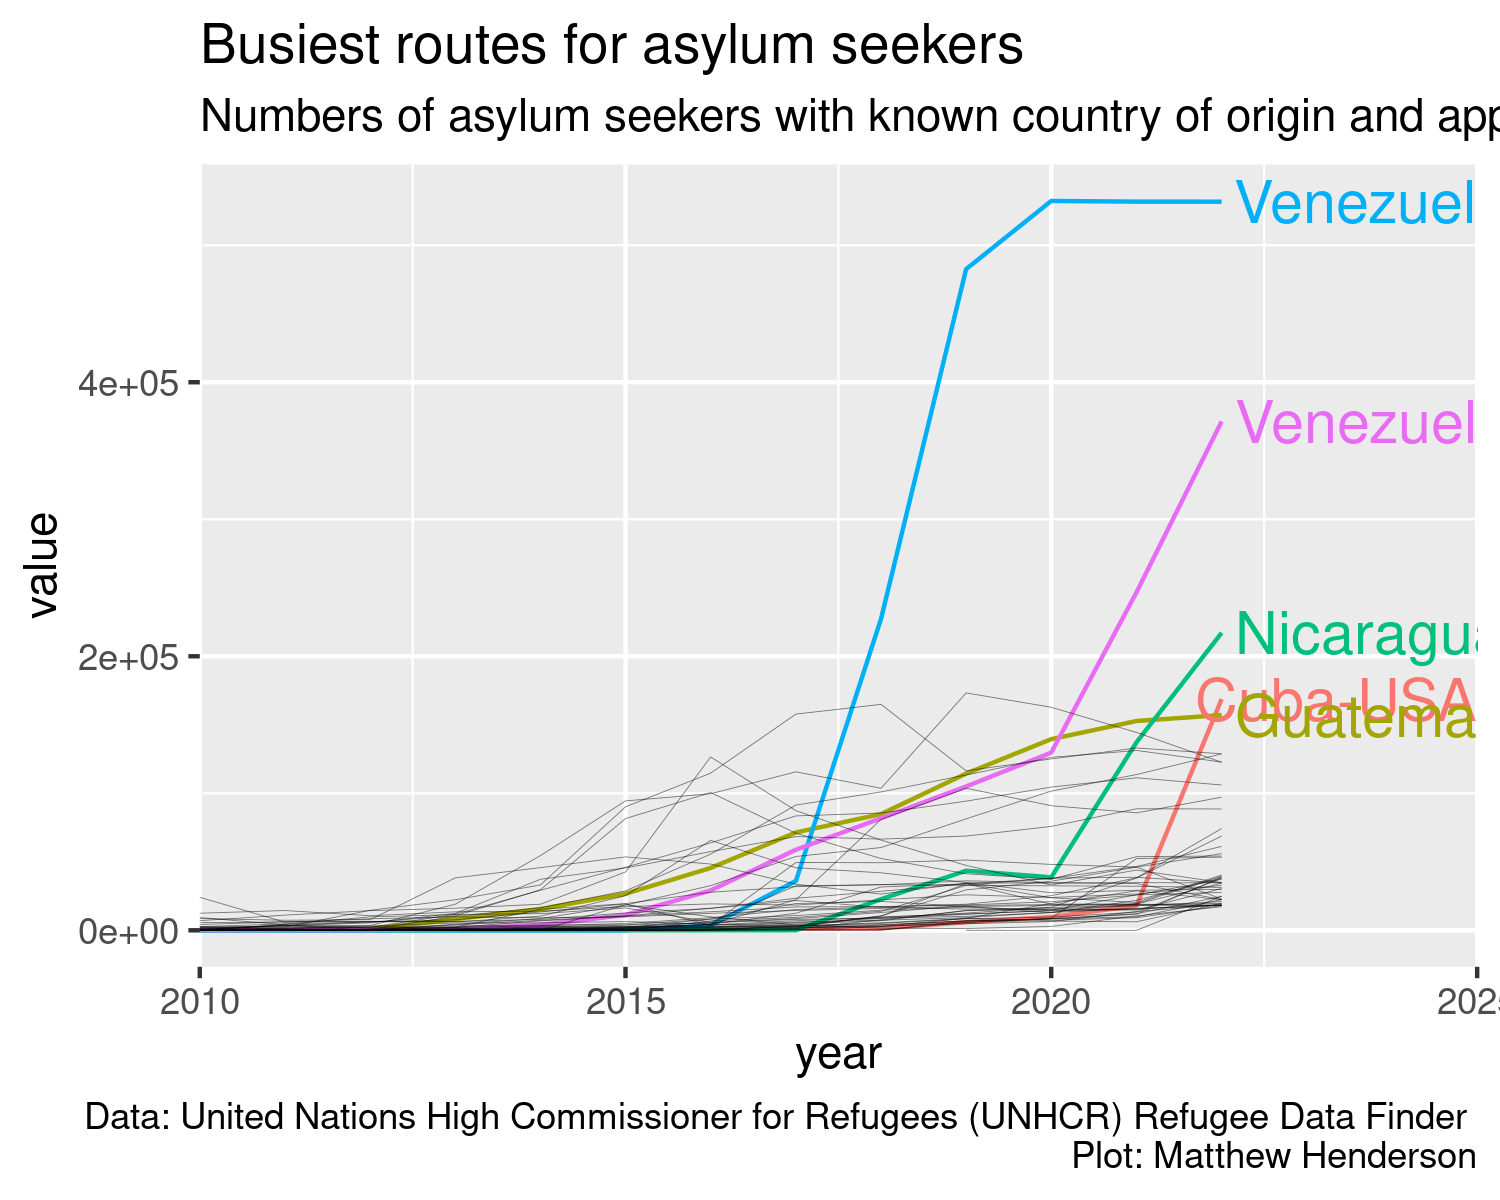 Busiest routes for asylum seekers
Numbers of asylum seekers with known country of origin and app
Venezuel
4e+05
Venezuel
value
Nicaragua
2e+05
Cuba-USA
Guatema
0e+00
2010 2015 2020 2025
year
Data: United Nations High Commissioner for Refugees (UNHCR) Refugee Data Finder
Plot: Matthew Henderson